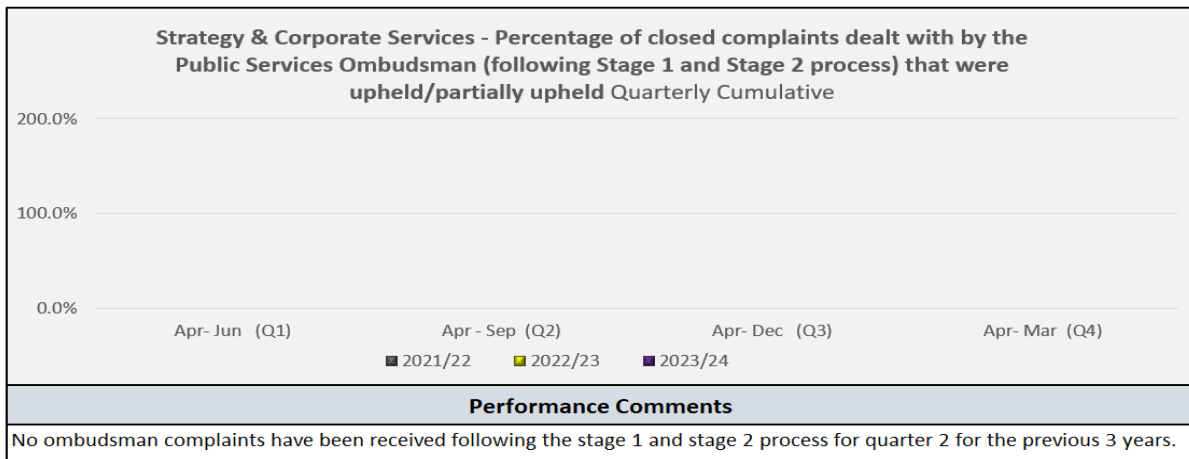 Strategy & Corporate Services - Percentage of closed complaints dealt with by the
Public Services Ombudsman (following Stage 1 and Stage 2 process) that were
upheld/partially upheld Quarterly Cumulative
200.0%
100.0%
0.0%
Apr- Jun (Q1) Apr - Sep (Q2) Apr- Dec (Q3) Apr- Mar (Q4)
2021/22 2022/23 2023/24
Performance Comments
No ombudsman complaints have been received following the stage 1 and stage 2 process for quarter 2 for the previous 3 years.